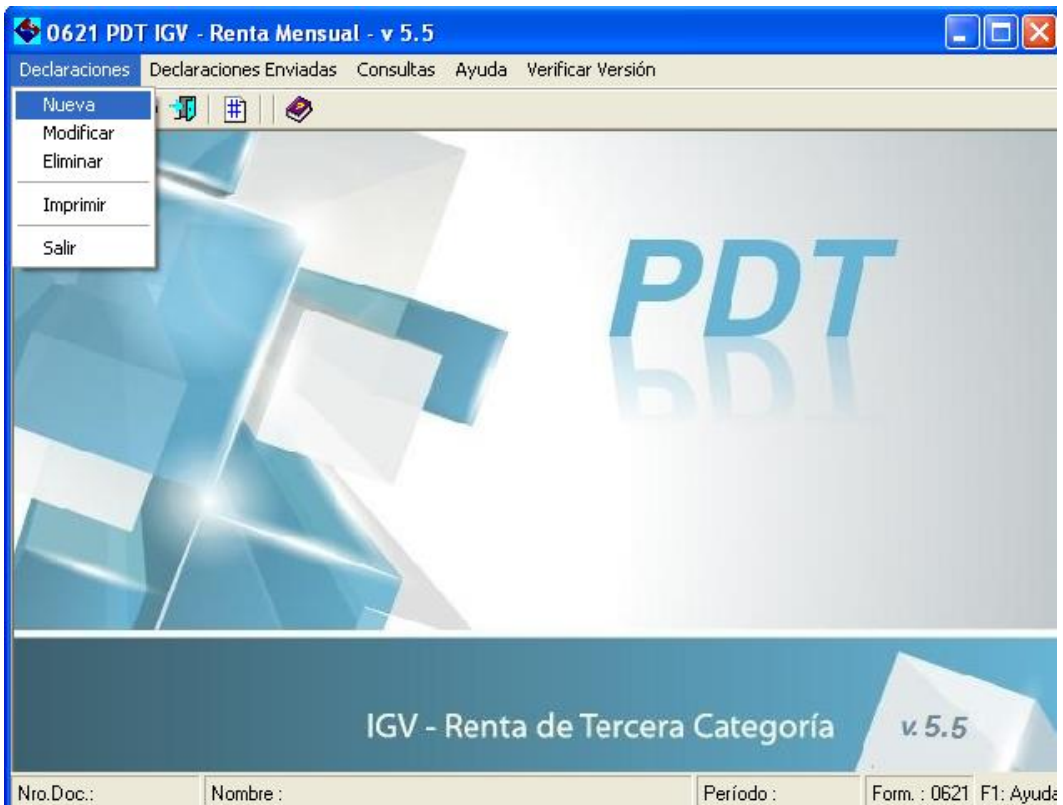 0621 PDT IGV - Renta Mensual - v 5.5
Declaraciones Declaraciones Enviadas Consultas Ayuda Verificar Versión
Nueva
Modificar
Eliminar
Imprimir
Salir
PDT
IGV - Renta de Tercera Categoría
v. 5.5
Nro.Doc.: Nombre : Período : Form. : 0621 F1: Ayuda